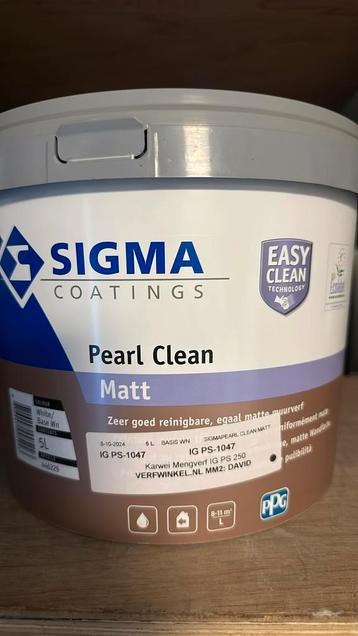 SIGMA
COATINGS
EASY
CLEAN
TECHNOLOGY
Pearl Clean
Matt
Zeer goed reinigbare, egaal matte muurverf
White/
Base Wn
5L
8-10-2024 5 L BASIS WN SIGMAPEARL CLEAN MATT
IG PS-1047 IG PS-1047
Karwei Mengverf IG PS 250
VERFWINKEL.NL MM2: DAVID
PPG
8-11 m²
L